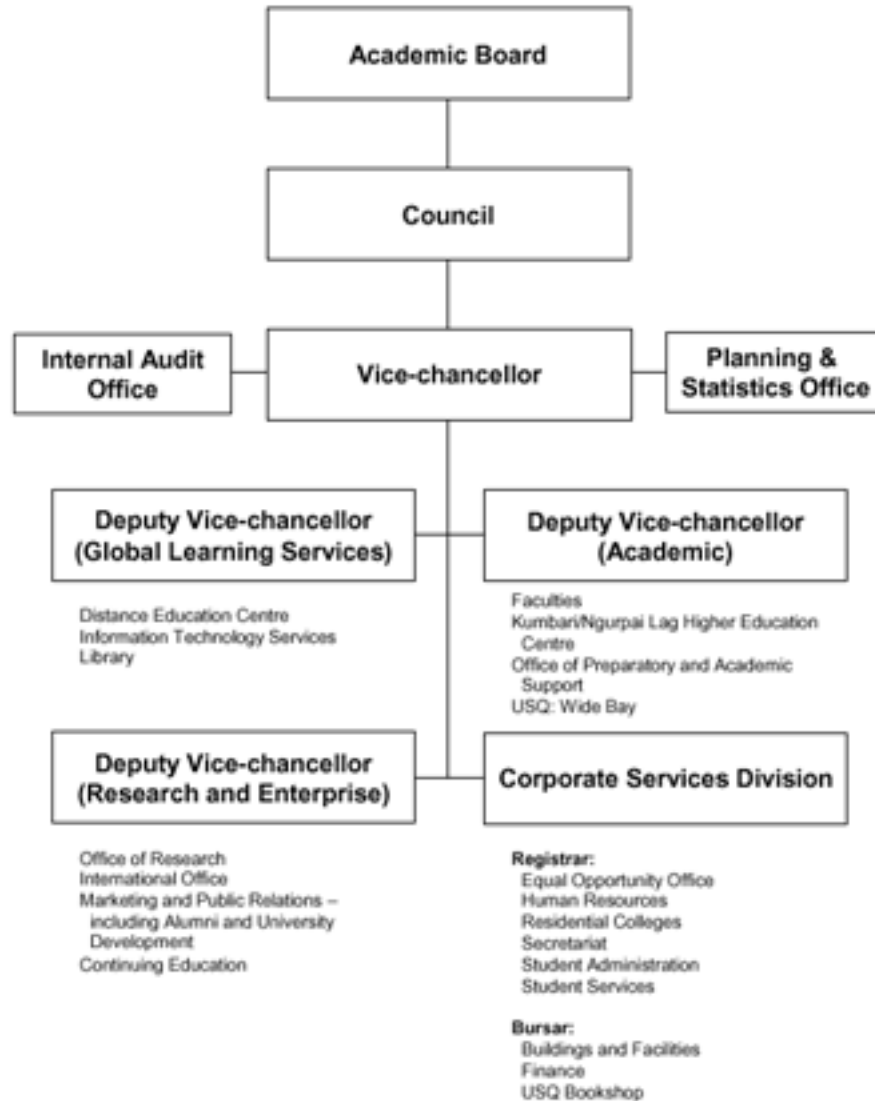 Academic Board
Council
Internal Audit
Office
Vice-chancellor
Planning &
Statistics Office
Deputy Vice-chancellor
(Global Learning Services)
Distance Education Centre
Information Technology Services
Library
Deputy Vice-chancellor
(Academic)
Faculties
Kumbari/Ngurpai Lag Higher Education
Centre
Office of Preparatory and Academic
Support
USQ: Wide Bay
Deputy Vice-chancellor
(Research and Enterprise)
Office of Research
International Office
Marketing and Public Relations –
including Alumni and University
Development
Continuing Education
Corporate Services Division
Registrar:
Equal Opportunity Office
Human Resources
Residential Colleges
Secretariat
Student Administration
Student Services
Bursar:
Buildings and Facilities
Finance
USQ Bookshop